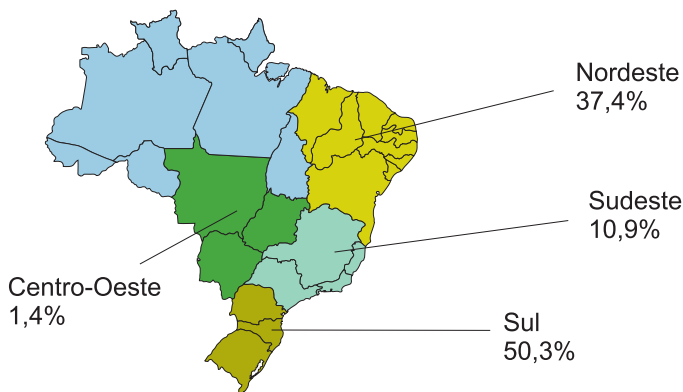 Nordeste
37,4%
Sudeste
10,9%
Centro-Oeste
1,4%
Sul
50,3%